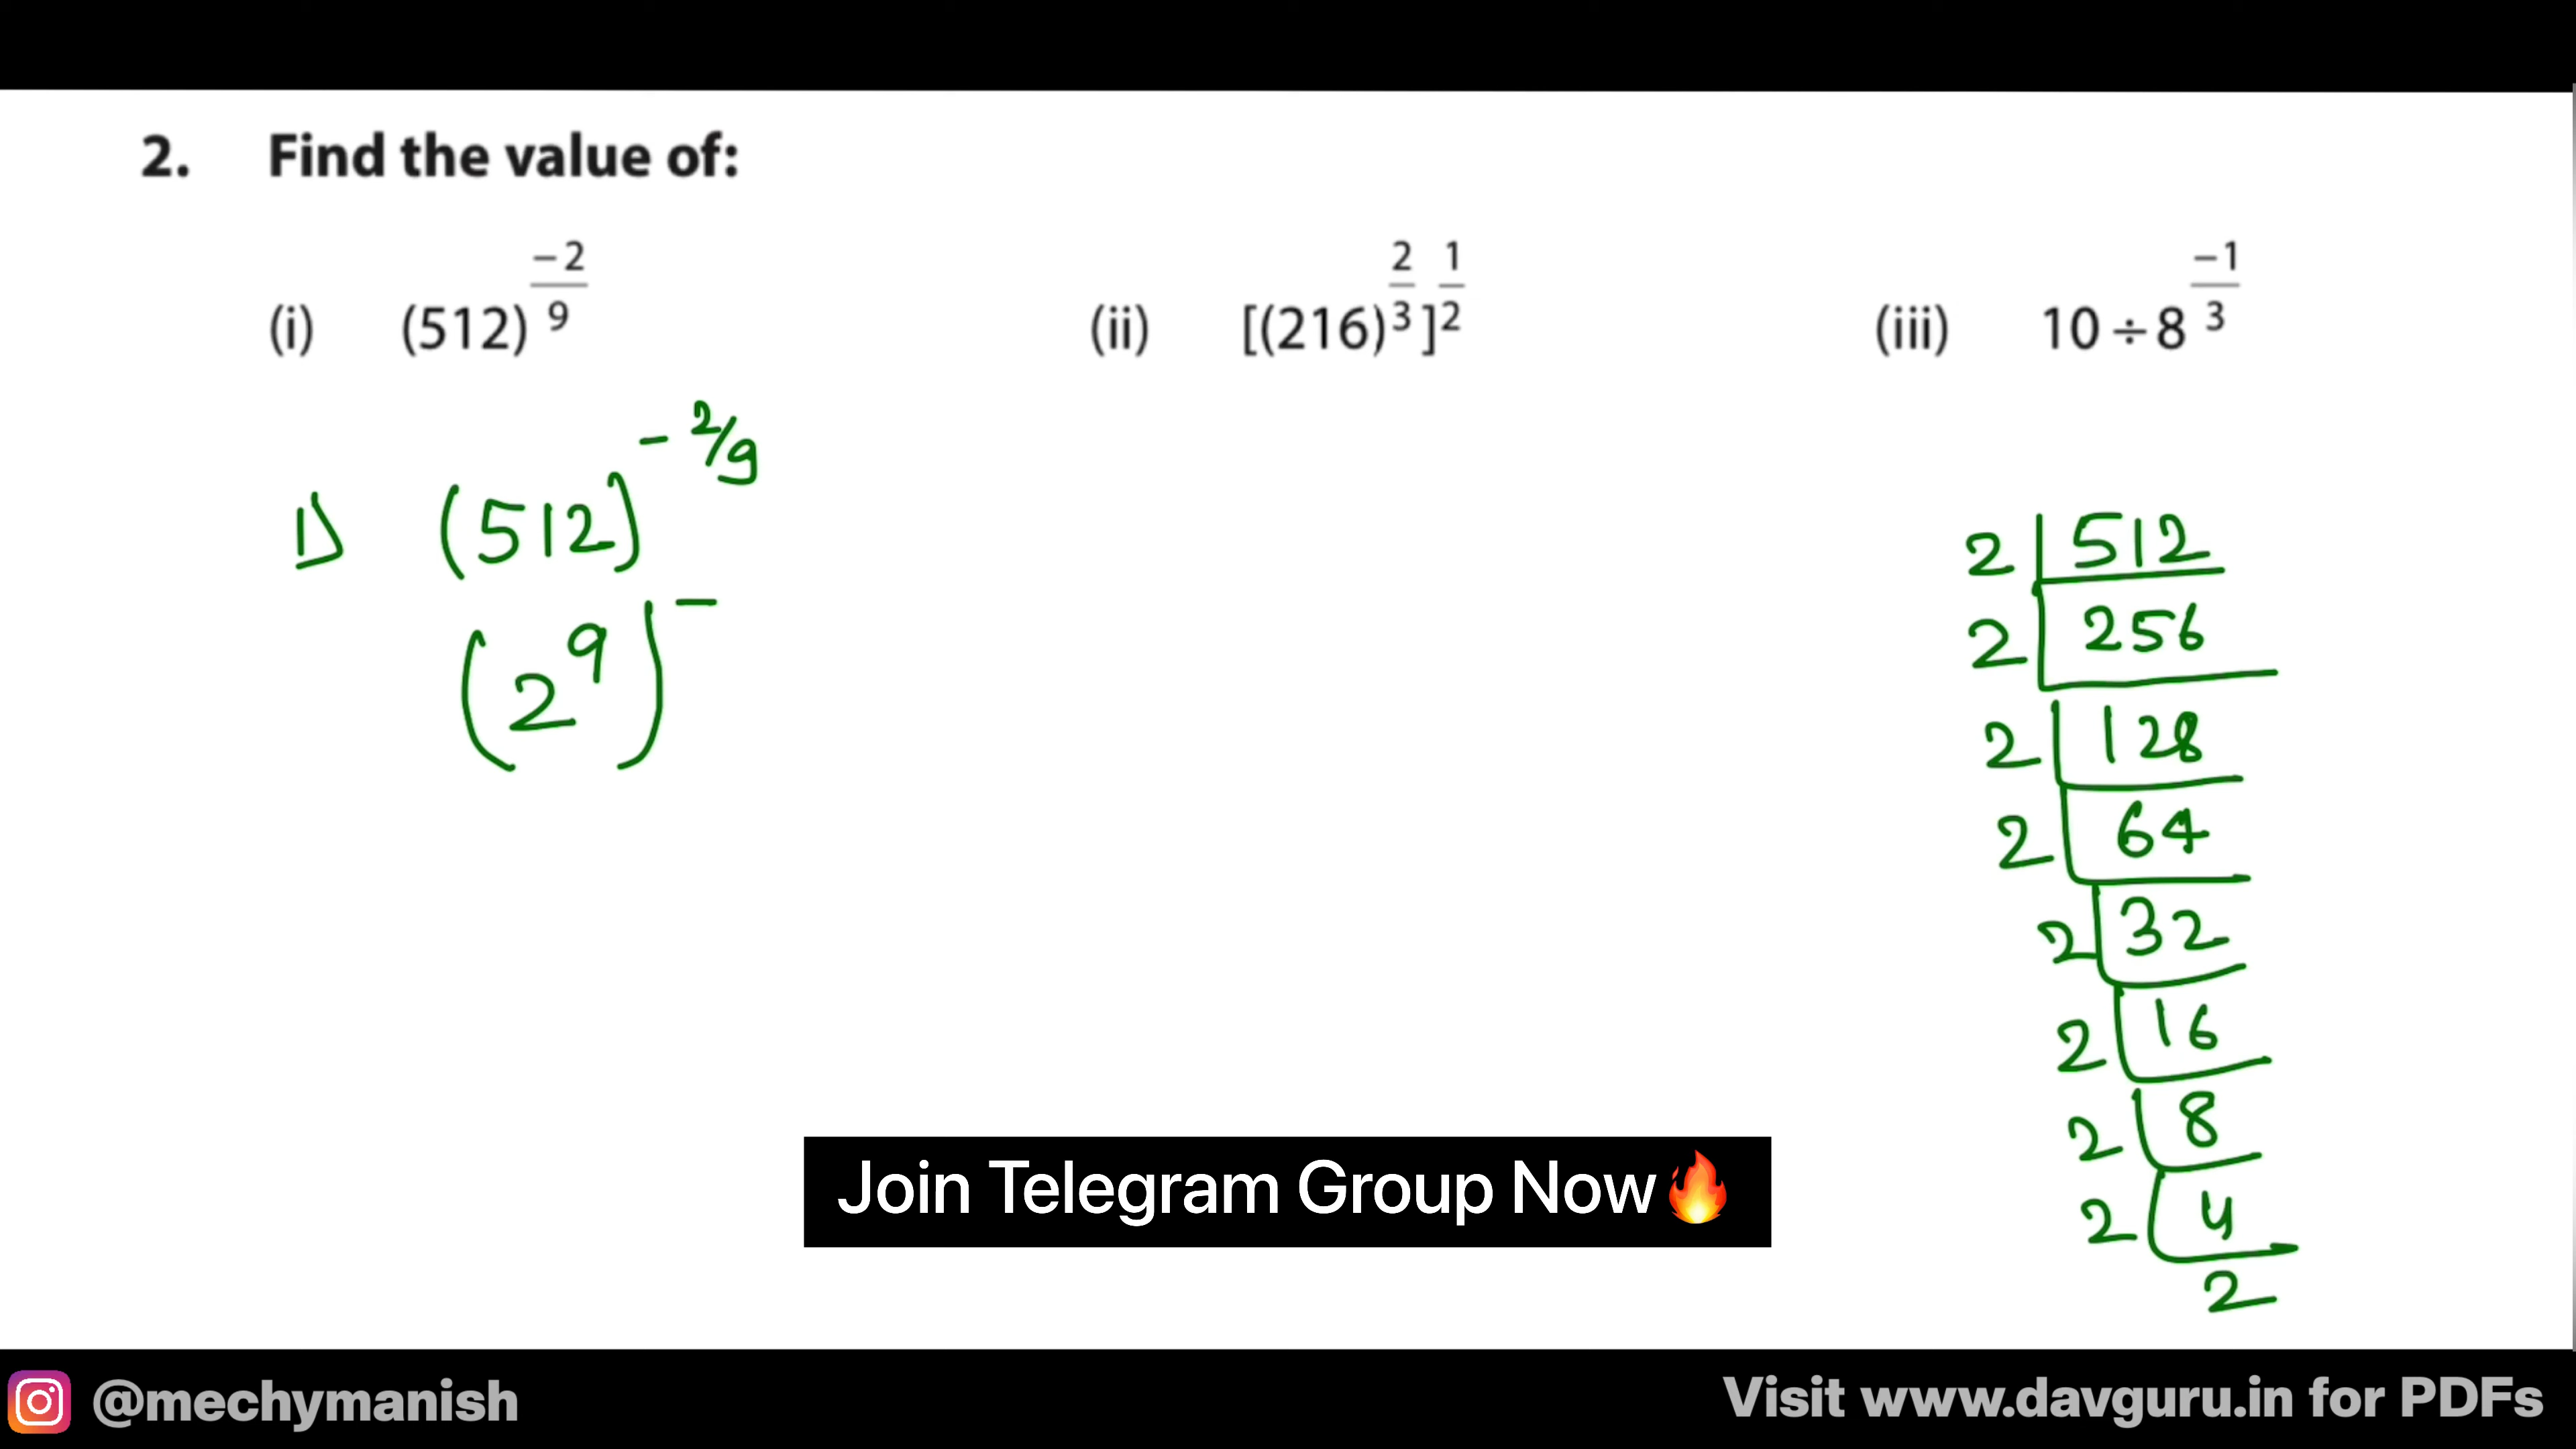 2. Find the value of:
(i) (512)^(-2/9) (ii) [(216)^(2/3)]^(1/2) (iii) 10 ÷ 8^(-1/3)
1) (512)^(-2/9)
(2^9)^-
2 | 512
2 | 256
2 | 128
2 | 64
2 | 32
2 | 16
2 | 8
2 | 4
2
Join Telegram Group Now🔥
@mechymanish
Visit www.davguru.in for PDFs